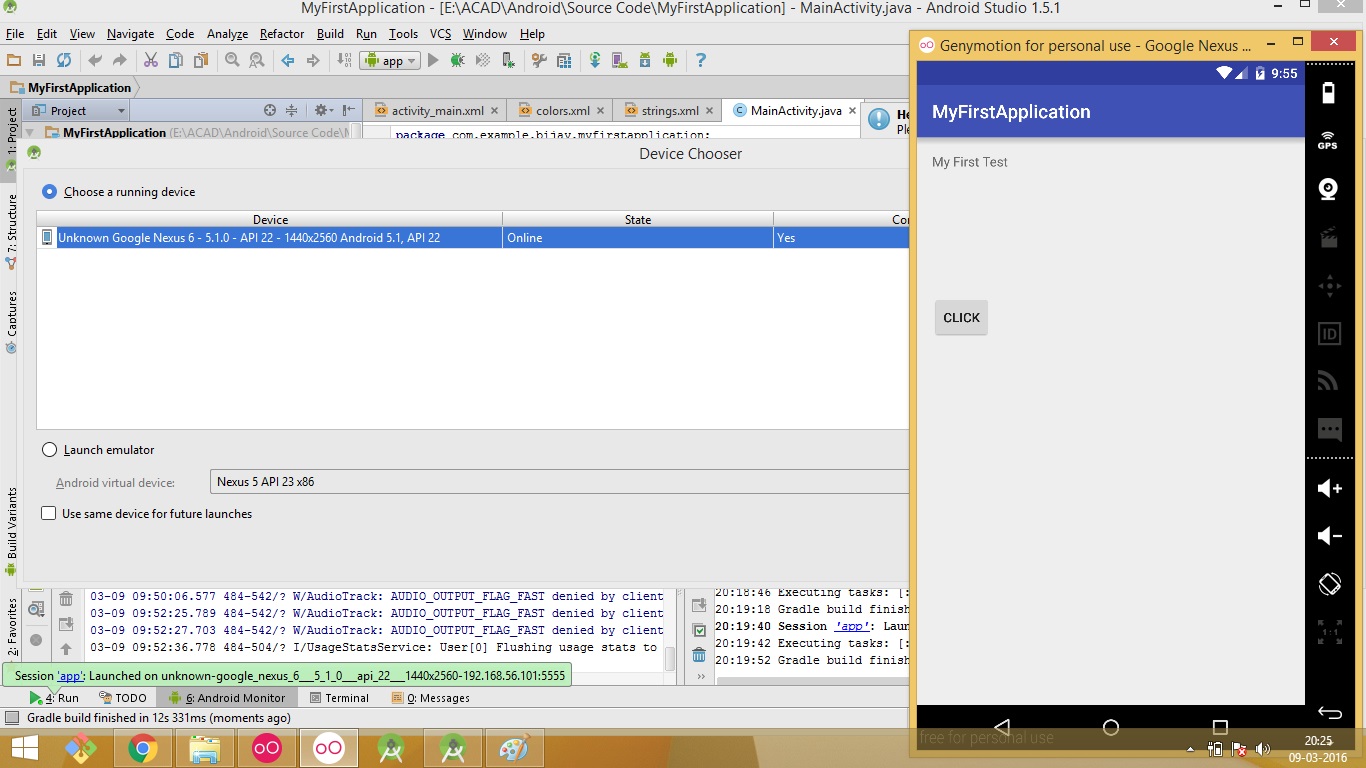 MyFirstApplication - [E:\ACAD\Android\Source Code\MyFirstApplication] - MainActivity.java - Android Studio 1.5.1
File Edit View Navigate Code Analyze Refactor Build Run Tools VCS Window Help
app
MyFirstApplication
Project
activity_main.xml
colors.xml
strings.xml
MainActivity.java
MyFirstApplication (E:\ACAD\Android\Source Code\
package com.example.bijay.myfirstapplication;
1: Project
7: Structure
Captures
Build Variants
2: Favorites
Device Chooser
Choose a running device
Device State
Unknown Google Nexus 6 - 5.1.0 - API 22 - 1440x2560 Android 5.1, API 22 Online Yes
Launch emulator
Android virtual device: Nexus 5 API 23 x86
Use same device for future launches
03-09 09:50:06.577 484-542/? W/AudioTrack: AUDIO_OUTPUT_FLAG_FAST denied by client
03-09 09:52:25.789 484-542/? W/AudioTrack: AUDIO_OUTPUT_FLAG_FAST denied by client
03-09 09:52:27.703 484-542/? W/AudioTrack: AUDIO_OUTPUT_FLAG_FAST denied by client
03-09 09:52:36.778 484-504/? I/UsageStatsService: User[0] Flushing usage stats to
20:18:46 Executing tasks: [:
20:19:18 Gradle build finish
20:19:40 Session 'app': Laun
20:19:42 Executing tasks: [:
20:19:52 Gradle build finish
Session 'app': Launched on unknown-google_nexus_6___5_1_0___api_22___1440x2560-192.168.56.101:5555
4: Run TODO 6: Android Monitor Terminal 0: Messages
Gradle build finished in 12s 331ms (moments ago)
Genymotion for personal use - Google Nexus ...
9:55
MyFirstApplication
My First Test
CLICK
GPS
ID
1:1
free for personal use
20:25
09-03-2016